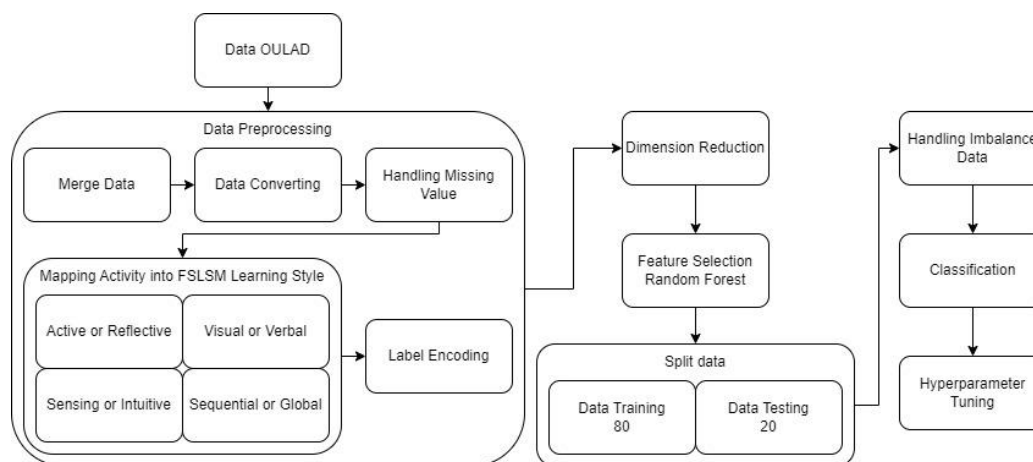 Data OULAD
Data Preprocessing
Merge Data
Data Converting
Handling Missing
Value
Mapping Activity into FSLSM Learning Style
Active or Reflective
Visual or Verbal
Sensing or Intuitive
Sequential or Global
Label Encoding
Dimension Reduction
Feature Selection
Random Forest
Split data
Data Training
80
Data Testing
20
Handling Imbalance
Data
Classification
Hyperparameter
Tuning